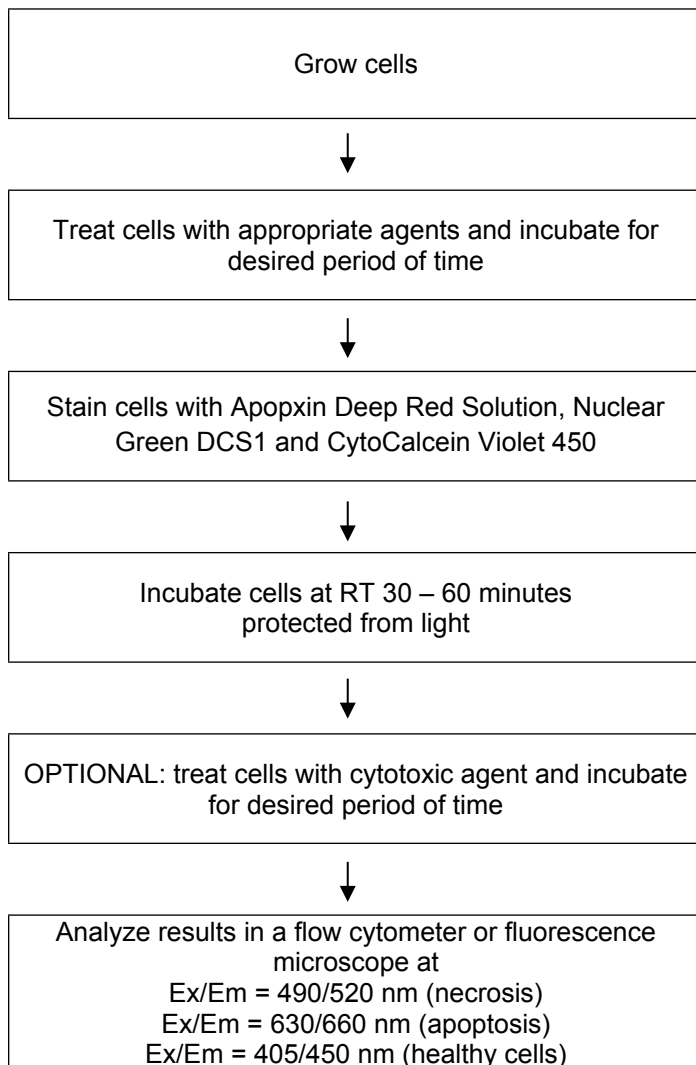 Grow cells
Treat cells with appropriate agents and incubate for
desired period of time
Stain cells with Apopxin Deep Red Solution, Nuclear
Green DCS1 and CytoCalcein Violet 450
Incubate cells at RT 30 – 60 minutes
protected from light
OPTIONAL: treat cells with cytotoxic agent and incubate
for desired period of time
Analyze results in a flow cytometer or fluorescence
microscope at
Ex/Em = 490/520 nm (necrosis)
Ex/Em = 630/660 nm (apoptosis)
Ex/Em = 405/450 nm (healthy cells)